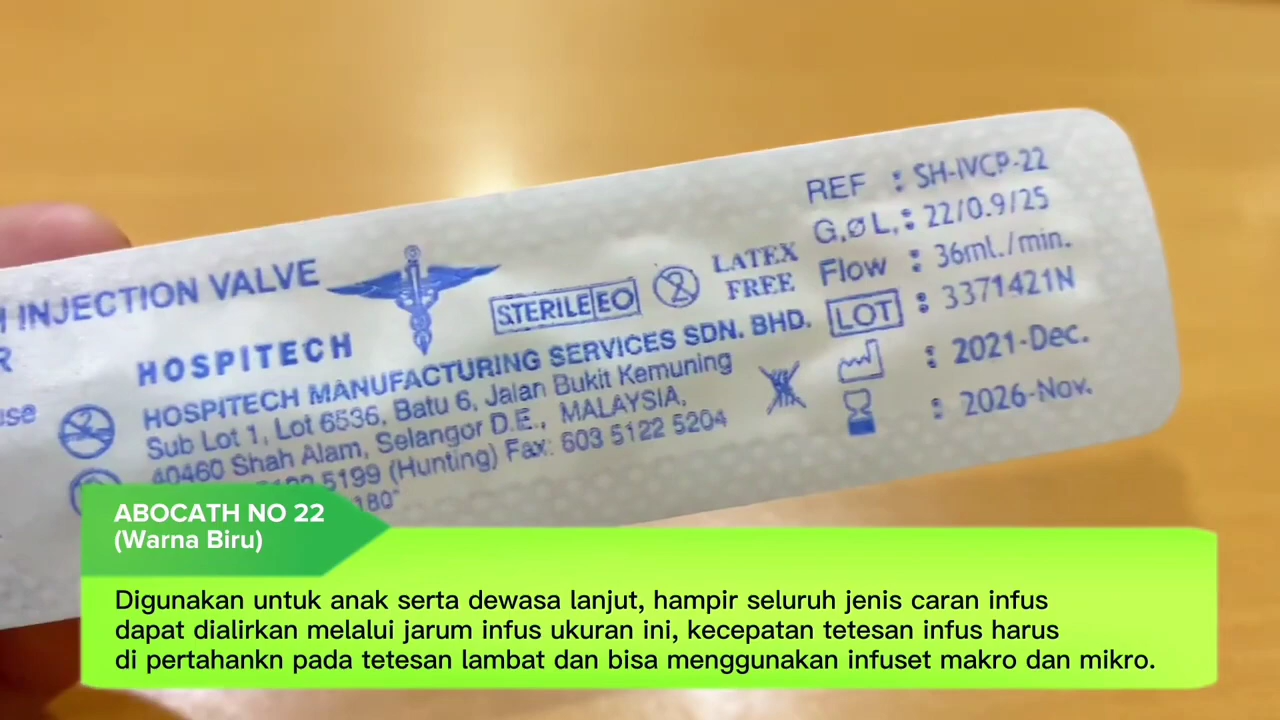 INJECTION VALVE
R
HOSPITECH
STERILE EO
LATEX
FREE
HOSPITECH MANUFACTURING SERVICES SDN. BHD.
Sub Lot 1, Lot 6536, Batu 6, Jalan Bukit Kemuning
40460 Shah Alam, Selangor D.E., MALAYSIA,
5199 (Hunting) Fax: 603 5122 5204
180"
REF : SH-IVCP-22
G,Ø L, : 22/0.9/25
Flow : 36ml./min.
LOT : 3371421N
: 2021-Dec.
: 2026-Nov.
ABOCATH NO 22
(Warna Biru)
Digunakan untuk anak serta dewasa lanjut, hampir seluruh jenis caran infus
dapat dialirkan melalui jarum infus ukuran ini, kecepatan tetesan infus harus
di pertahankn pada tetesan lambat dan bisa menggunakan infuset makro dan mikro.